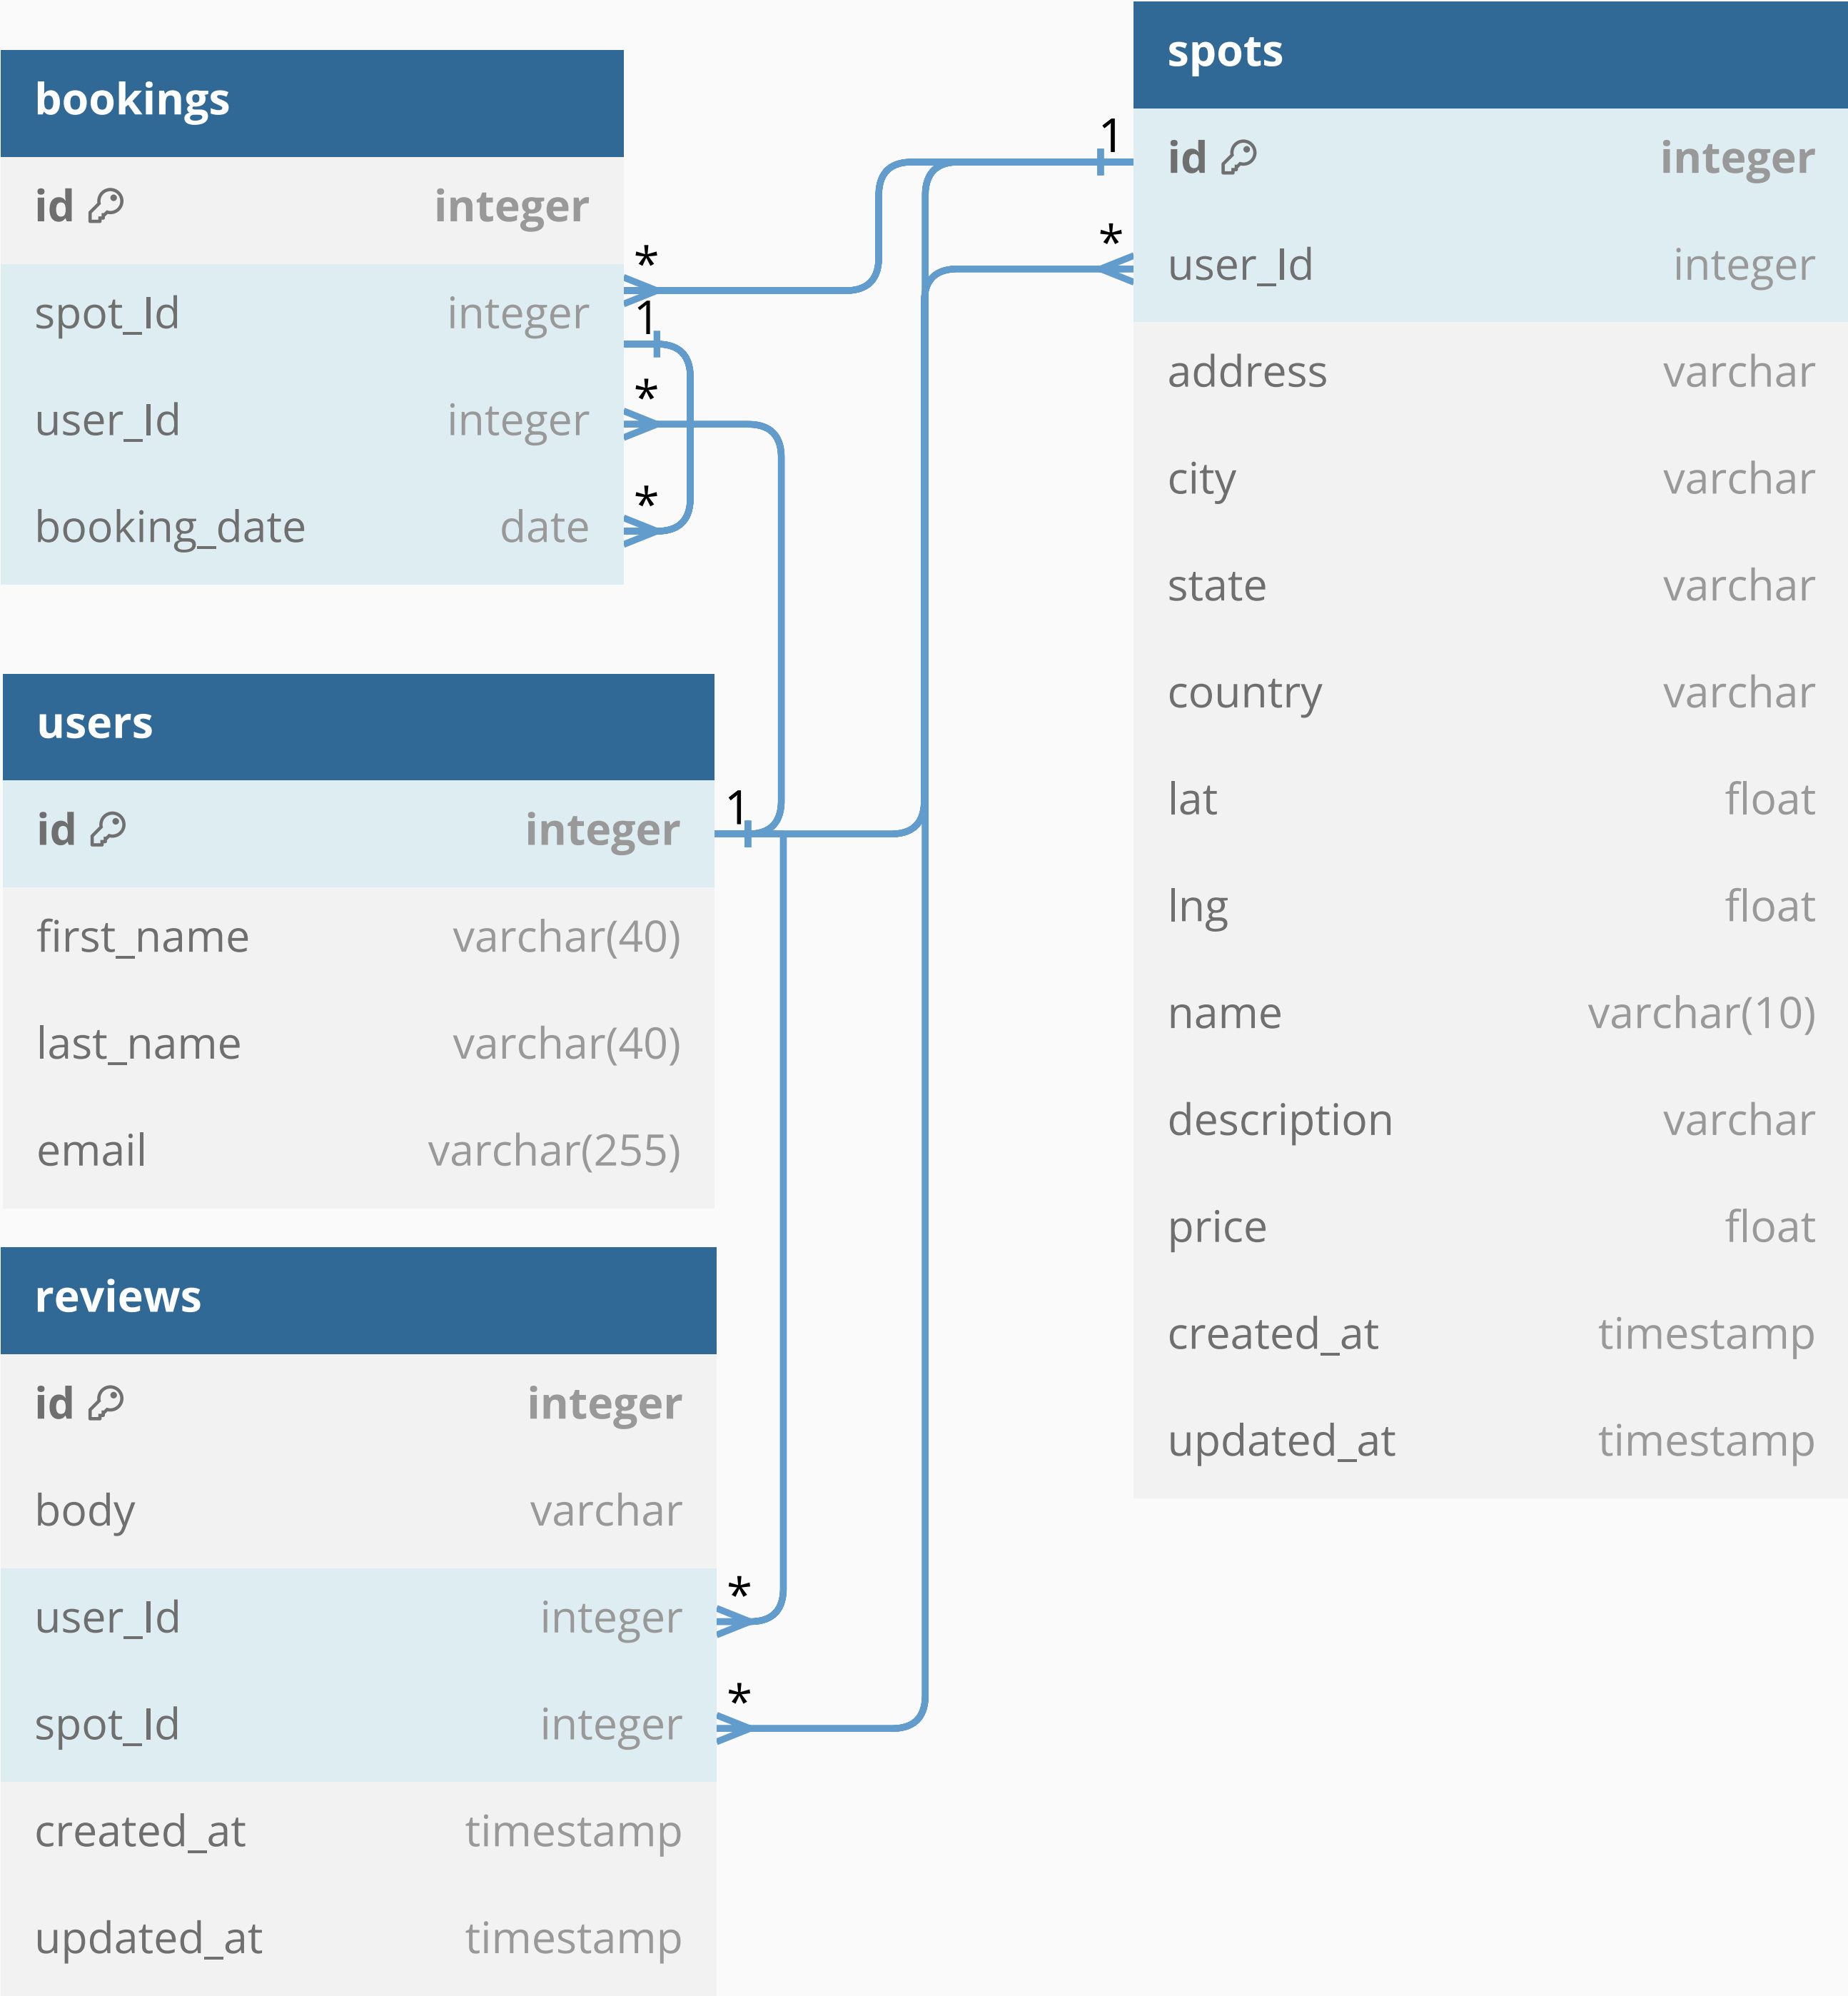 bookings
id integer
*
spot_Id integer
1
*
user_Id integer
*
booking_date date
users
1
id integer
first_name varchar(40)
last_name varchar(40)
email varchar(255)
reviews
id integer
body varchar
*
user_Id integer
*
spot_Id integer
created_at timestamp
updated_at timestamp
spots
1
id integer
*
user_Id integer
address varchar
city varchar
state varchar
country varchar
lat float
lng float
name varchar(10)
description varchar
price float
created_at timestamp
updated_at timestamp